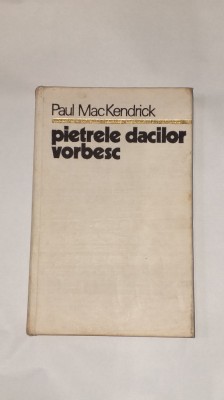 Paul MacKendrick
pietrele dacilor
vorbesc